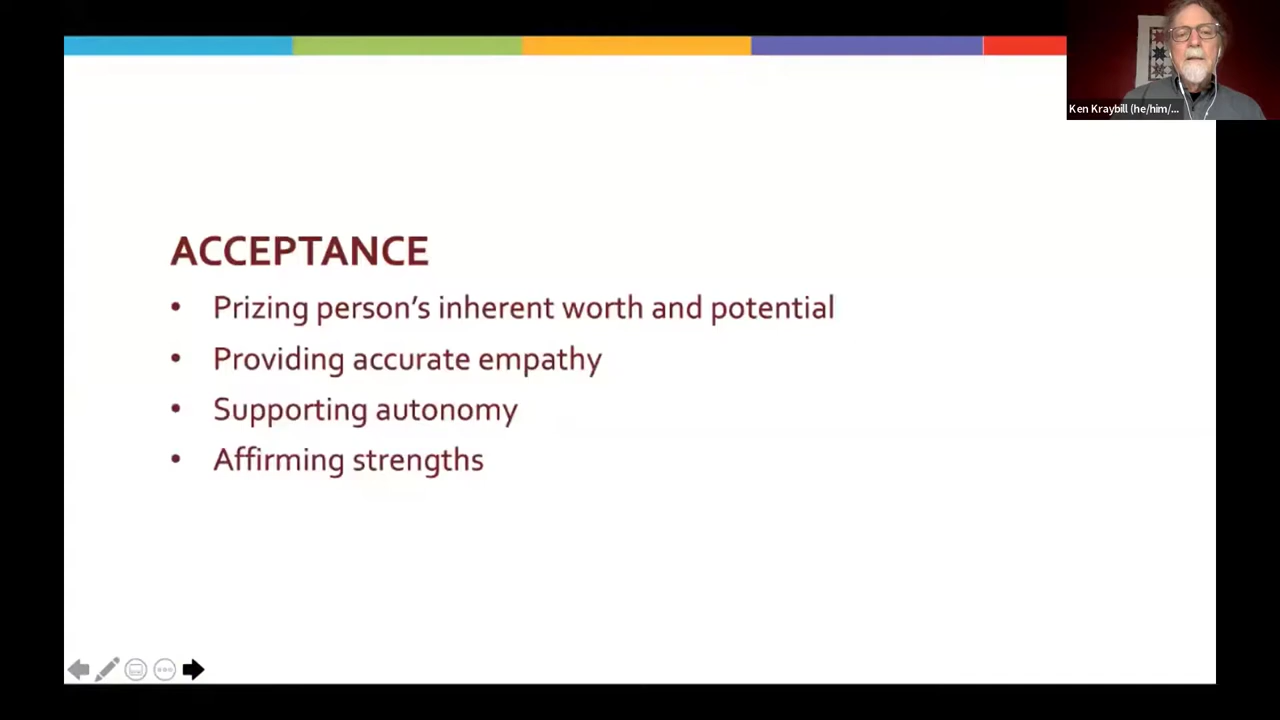 Ken Kraybill (he/him/...
ACCEPTANCE
• Prizing person's inherent worth and potential
• Providing accurate empathy
• Supporting autonomy
• Affirming strengths